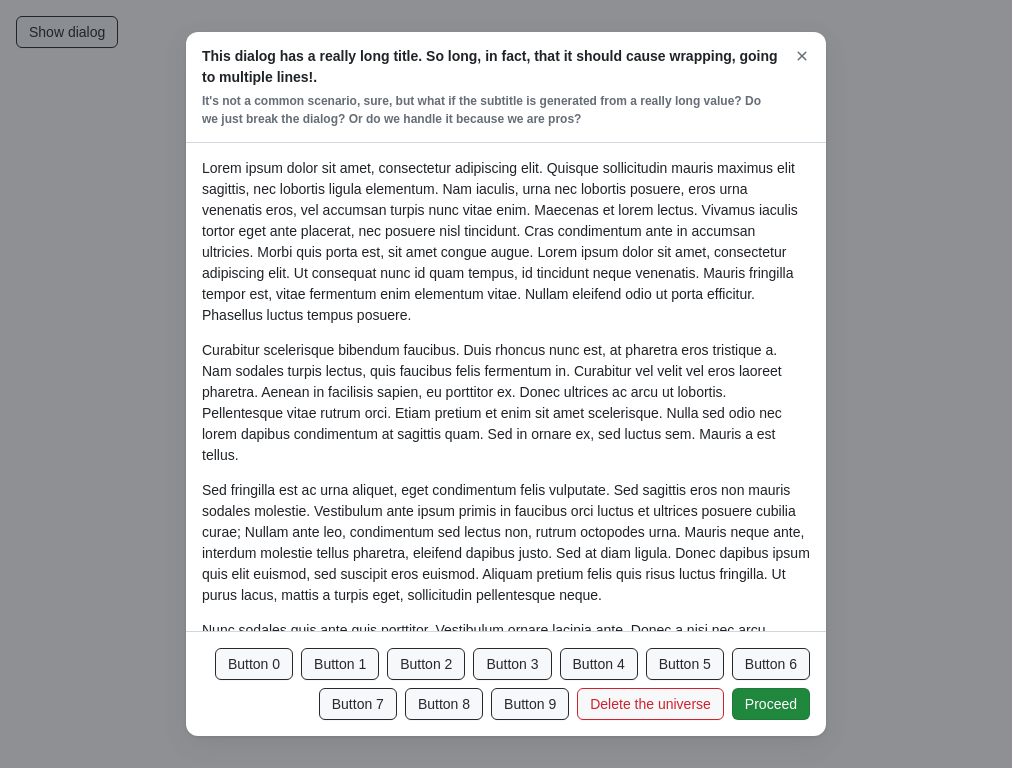 Show dialog
This dialog has a really long title. So long, in fact, that it should cause wrapping, going
to multiple lines!.
It's not a common scenario, sure, but what if the subtitle is generated from a really long value? Do
we just break the dialog? Or do we handle it because we are pros?
Lorem ipsum dolor sit amet, consectetur adipiscing elit. Quisque sollicitudin mauris maximus elit
sagittis, nec lobortis ligula elementum. Nam iaculis, urna nec lobortis posuere, eros urna
venenatis eros, vel accumsan turpis nunc vitae enim. Maecenas et lorem lectus. Vivamus iaculis
tortor eget ante placerat, nec posuere nisl tincidunt. Cras condimentum ante in accumsan
ultricies. Morbi quis porta est, sit amet congue augue. Lorem ipsum dolor sit amet, consectetur
adipiscing elit. Ut consequat nunc id quam tempus, id tincidunt neque venenatis. Mauris fringilla
tempor est, vitae fermentum enim elementum vitae. Nullam eleifend odio ut porta efficitur.
Phasellus luctus tempus posuere.
Curabitur scelerisque bibendum faucibus. Duis rhoncus nunc est, at pharetra eros tristique a.
Nam sodales turpis lectus, quis faucibus felis fermentum in. Curabitur vel velit vel eros laoreet
pharetra. Aenean in facilisis sapien, eu porttitor ex. Donec ultrices ac arcu ut lobortis.
Pellentesque vitae rutrum orci. Etiam pretium et enim sit amet scelerisque. Nulla sed odio nec
lorem dapibus condimentum at sagittis quam. Sed in ornare ex, sed luctus sem. Mauris a est
tellus.
Sed fringilla est ac urna aliquet, eget condimentum felis vulputate. Sed sagittis eros non mauris
sodales molestie. Vestibulum ante ipsum primis in faucibus orci luctus et ultrices posuere cubilia
curae; Nullam ante leo, condimentum sed lectus non, rutrum octopodes urna. Mauris neque ante,
interdum molestie tellus pharetra, eleifend dapibus justo. Sed at diam ligula. Donec dapibus ipsum
quis elit euismod, sed suscipit eros euismod. Aliquam pretium felis quis risus luctus fringilla. Ut
purus lacus, mattis a turpis eget, sollicitudin pellentesque neque.
Nunc sodales quis ante quis porttitor. Vestibulum ornare lacinia ante. Donec a nisi nec arcu
Button 0 Button 1 Button 2 Button 3 Button 4 Button 5 Button 6
Button 7 Button 8 Button 9 Delete the universe Proceed